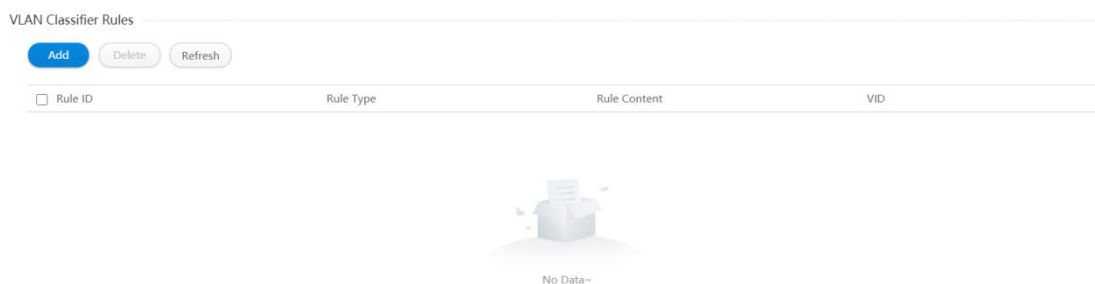 VLAN Classifier Rules
Add Delete Refresh
Rule ID Rule Type Rule Content VID
No Data~